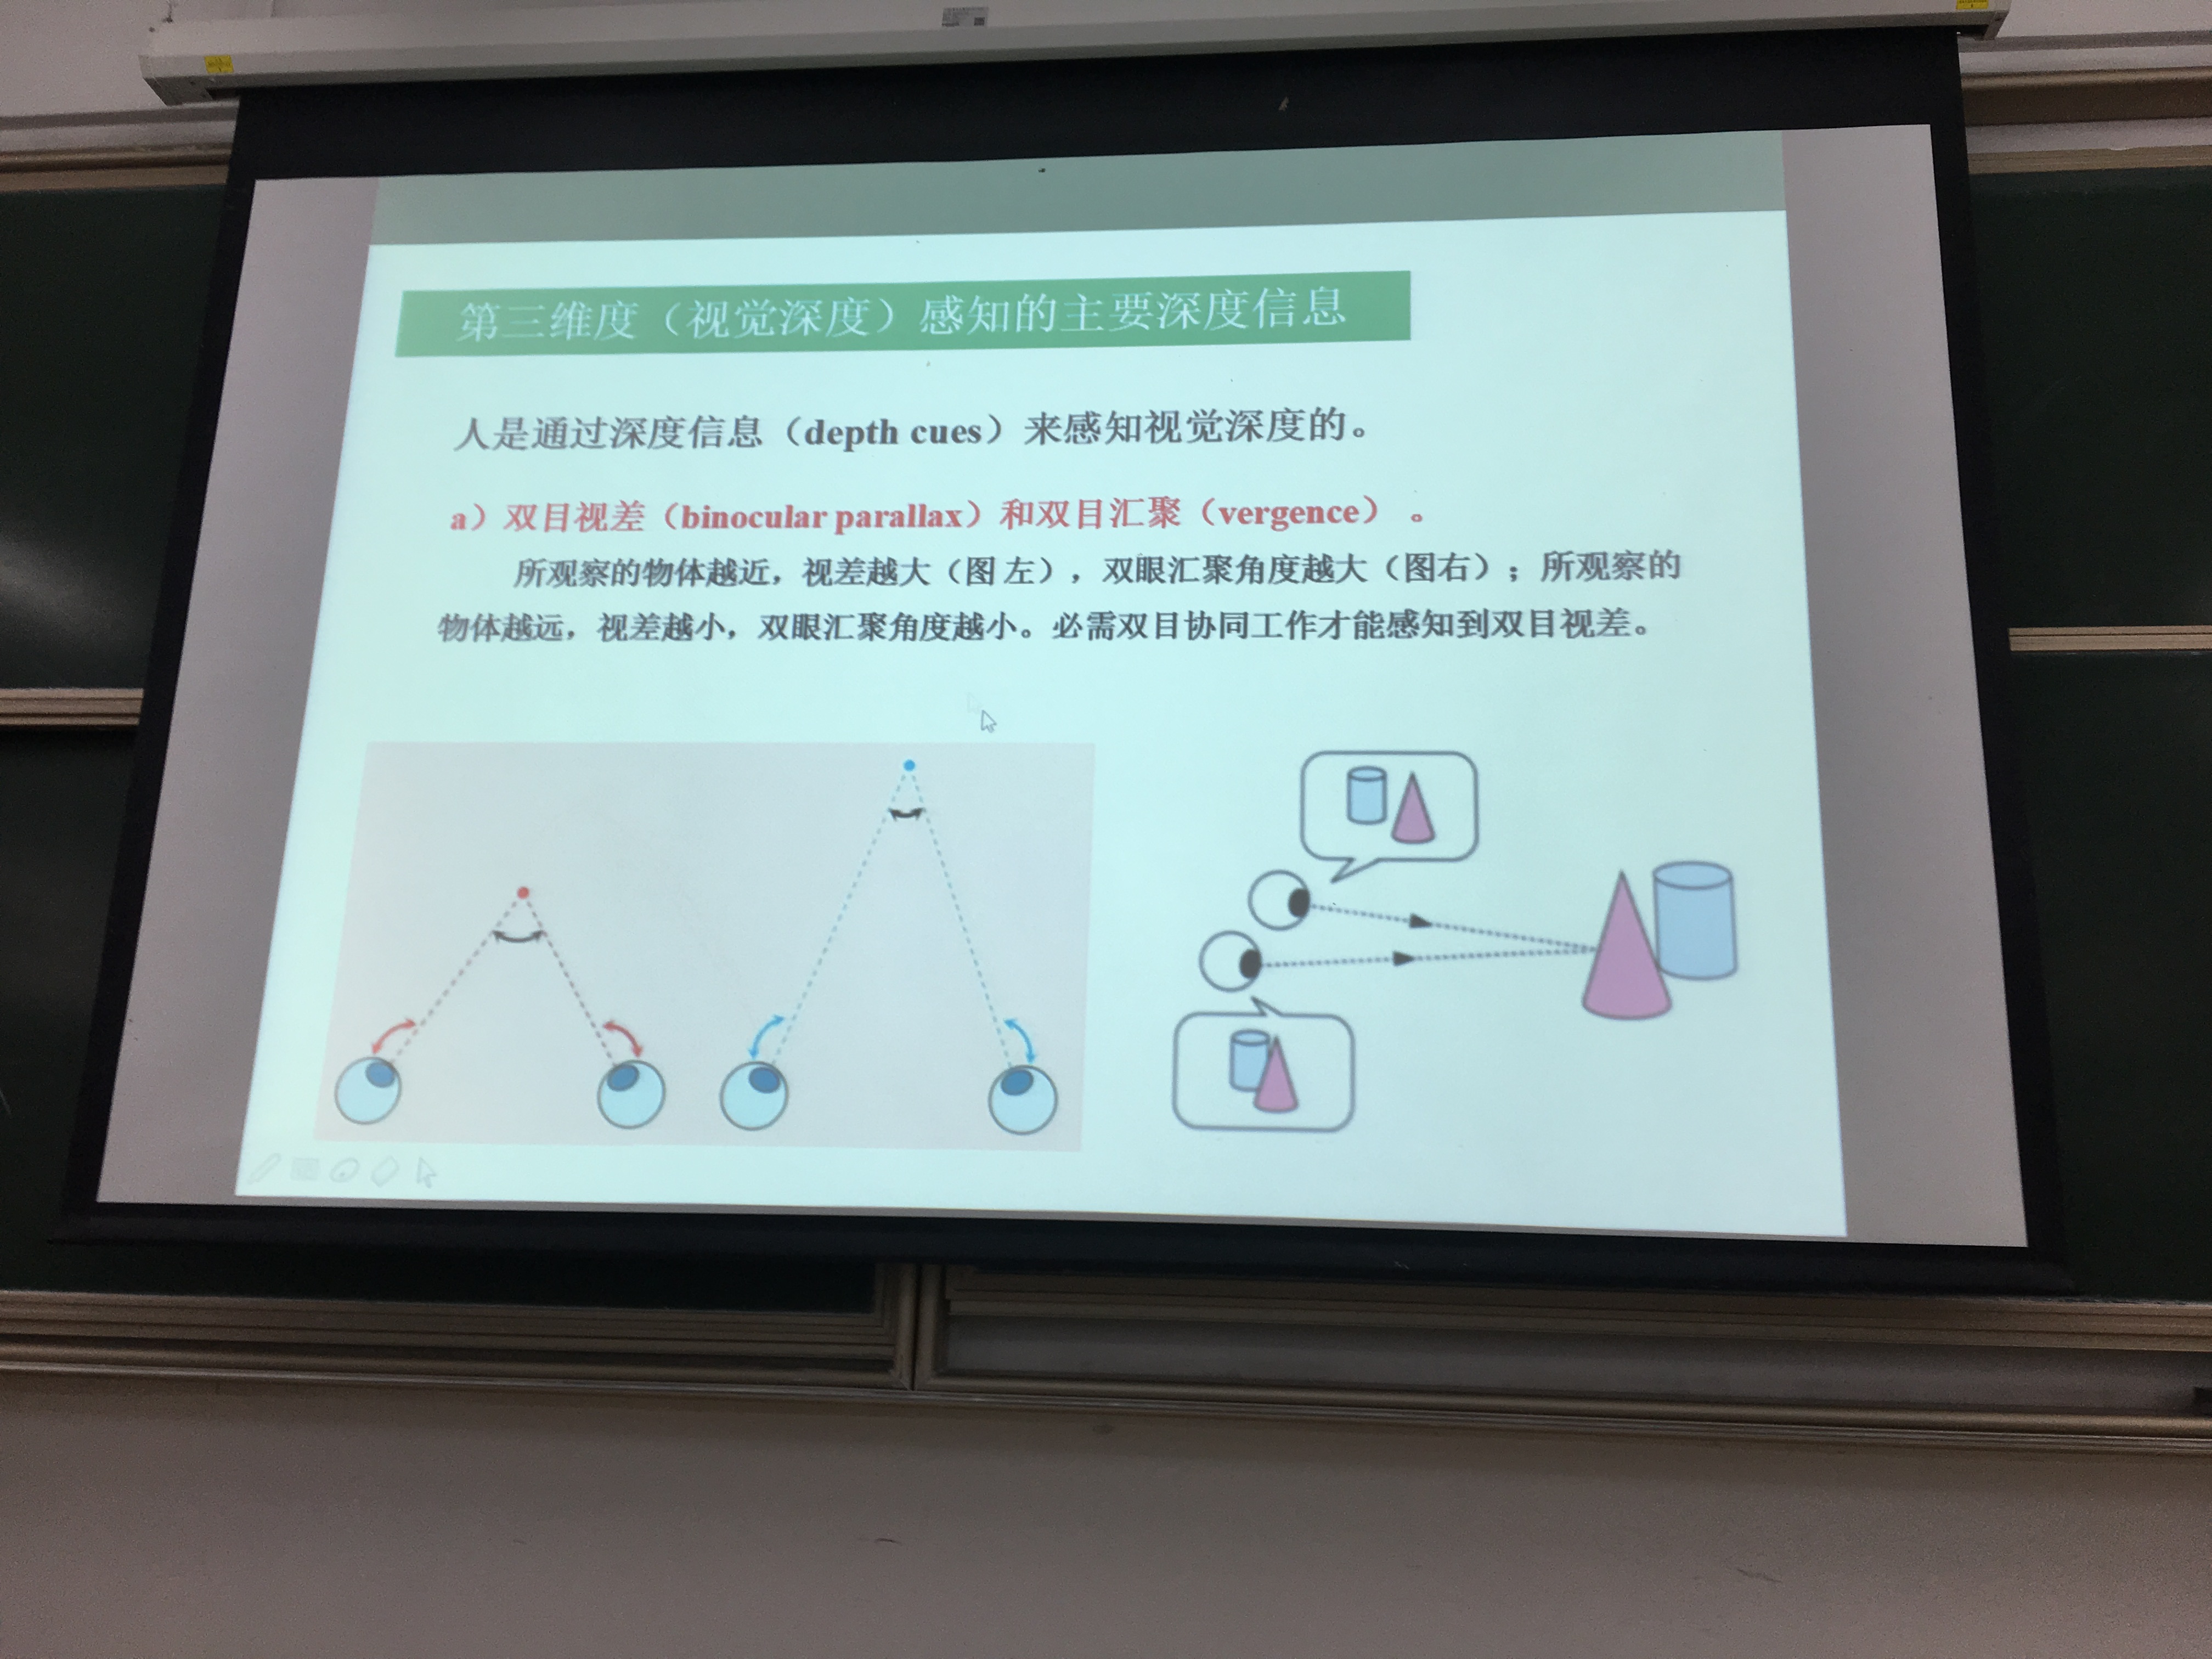 第三维度（视觉深度）感知的主要深度信息
人是通过深度信息（depth cues）来感知视觉深度的。
a）双目视差（binocular parallax）和双目汇聚（vergence） 。
所观察的物体越近，视差越大（图 左），双眼汇聚角度越大（图右）；所观察的
物体越远，视差越小，双眼汇聚角度越小。必需双目协同工作才能感知到双目视差。